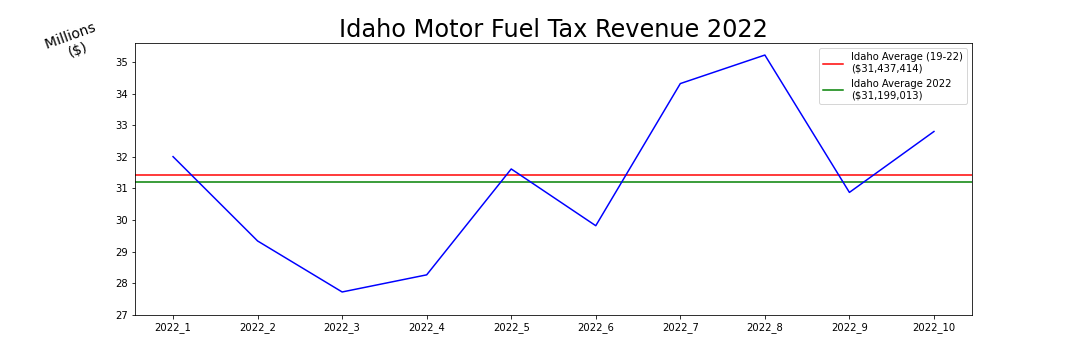 Idaho Motor Fuel Tax Revenue 2022
Millions
($)
Idaho Average (19-22)
($31,437,414)
Idaho Average 2022
($31,199,013)
35
34
33
32
31
30
29
28
27
2022_1 2022_2 2022_3 2022_4 2022_5 2022_6 2022_7 2022_8 2022_9 2022_10